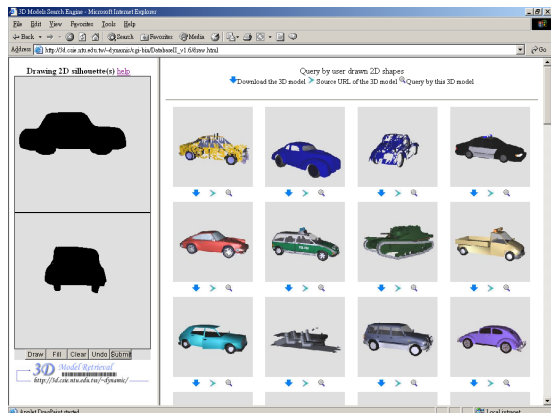 3D Models Search Engine - Microsoft Internet Explorer
File Edit View Favorites Tools Help
Back Search Favorites Media
Address http://3d.csie.ntu.edu.tw/~dynamic/cgi-bin/DatabaseII_v1.6/draw.html Go
Drawing 2D silhouette(s) help
Query by user drawn 2D shapes
Download the 3D model Source URL of the 3D model Query by this 3D model
Draw Fill Clear Undo Submit
3D Model Retrieval
http://3d.csie.ntu.edu.tw/~dynamic/
Applet DrawPaint started Local intranet